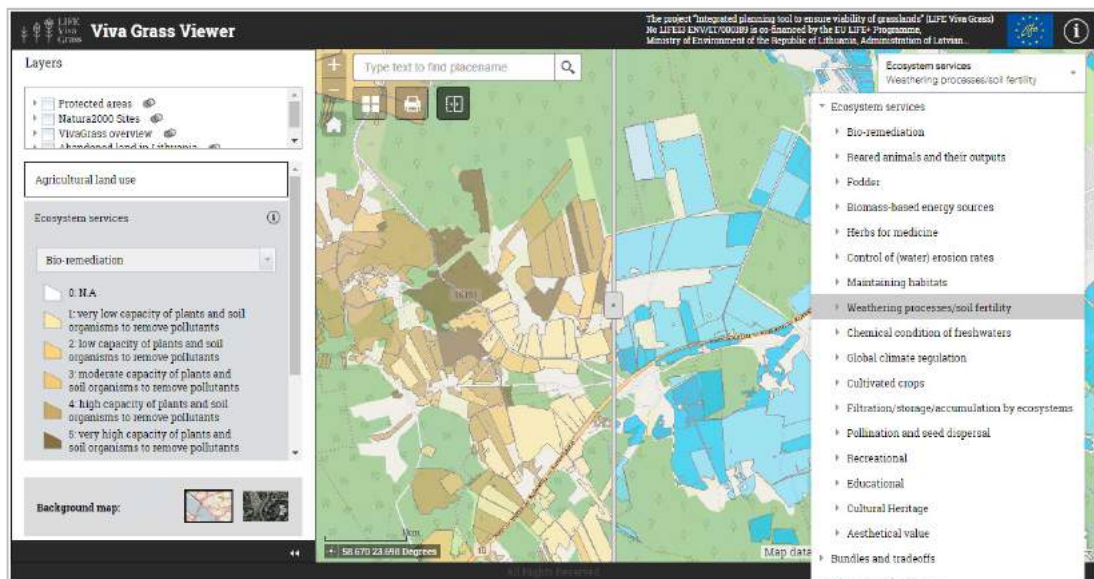 LIFE
Viva
Grass
Viva Grass Viewer
The project "Integrated planning tool to ensure viability of grasslands" (LIFE Viva Grass)
No LIFE13 ENV/LT/000189 is co-financed by the EU LIFE+ Programme,
Ministry of Environment of the Republic of Lithuania, Administration of Latvian...
Layers
Protected areas
Natura2000 Sites
VivaGrass overview
Abandoned land in Lithuania
Agricultural land use
Ecosystem services
Bio-remediation
0: N.A
1: very low capacity of plants and soil
organisms to remove pollutants
2: low capacity of plants and soil
organisms to remove pollutants
3: moderate capacity of plants and
soil organisms to remove pollutants
4: high capacity of plants and soil
organisms to remove pollutants
5: very high capacity of plants and
soil organisms to remove pollutants
Background map:
Type text to find placename
1km
58.670 23.698 Degrees
Map data
All Rights Reserved
Ecosystem services
Weathering processes/soil fertility
Ecosystem services
Bio-remediation
Reared animals and their outputs
Fodder
Biomass-based energy sources
Herbs for medicine
Control of (water) erosion rates
Maintaining habitats
Weathering processes/soil fertility
Chemical condition of freshwaters
Global climate regulation
Cultivated crops
Filtration/storage/accumulation by ecosystems
Pollination and seed dispersal
Recreational
Educational
Cultural Heritage
Aesthetical value
Bundles and tradeoffs